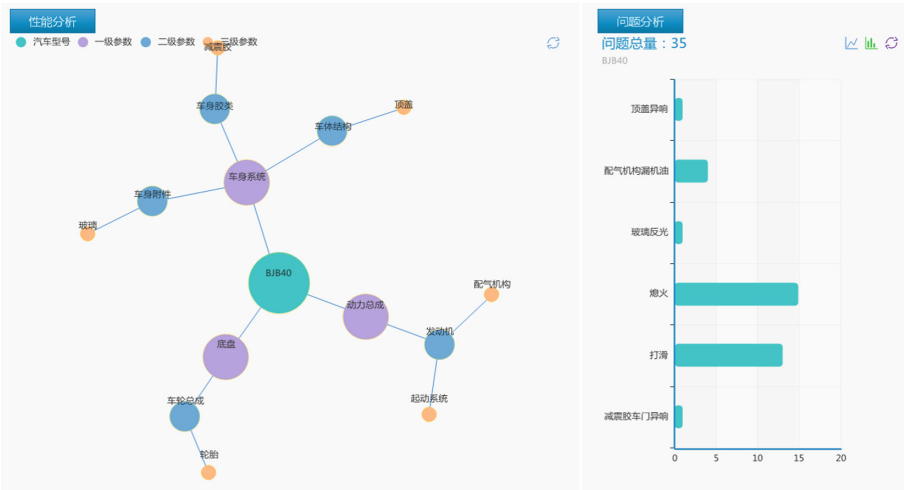 性能分析
汽车型号 一级参数 二级参数 三级参数
减震胶
车身胶类
顶盖
车体结构
车身系统
车身附件
玻璃
BJB40
配气机构
动力总成
发动机
底盘
起动系统
车轮总成
轮胎
问题分析
问题总量：35
BJB40
顶盖异响
配气机构漏机油
玻璃反光
熄火
打滑
减震胶车门异响
0 5 10 15 20